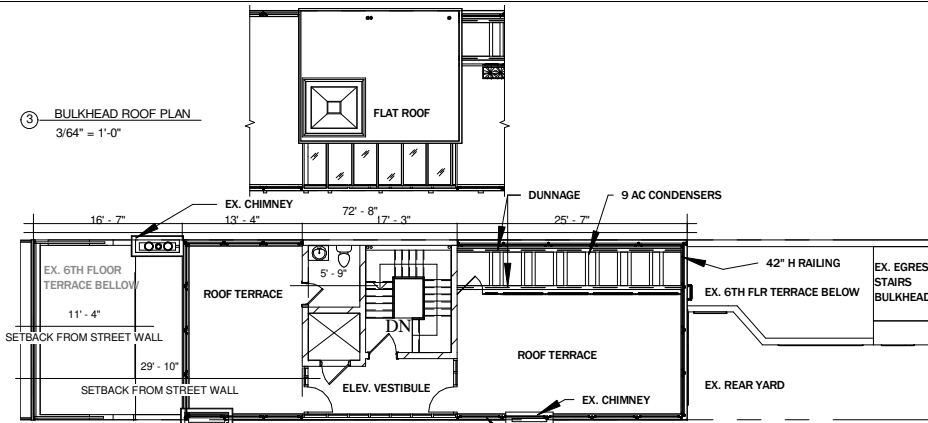 3 BULKHEAD ROOF PLAN
3/64" = 1'-0"
FLAT ROOF
DUNNAGE
9 AC CONDENSERS
EX. CHIMNEY
72' - 8"
16' - 7"
13' - 4"
17' - 3"
25' - 7"
EX. 6TH FLOOR
TERRACE BELLOW
11' - 4"
SETBACK FROM STREET WALL
29' - 10"
SETBACK FROM STREET WALL
ROOF TERRACE
5' - 9"
DN
ELEV. VESTIBULE
ROOF TERRACE
EX. CHIMNEY
42" H RAILING
EX. 6TH FLR TERRACE BELOW
EX. EGRES
STAIRS
BULKHEAD
EX. REAR YARD